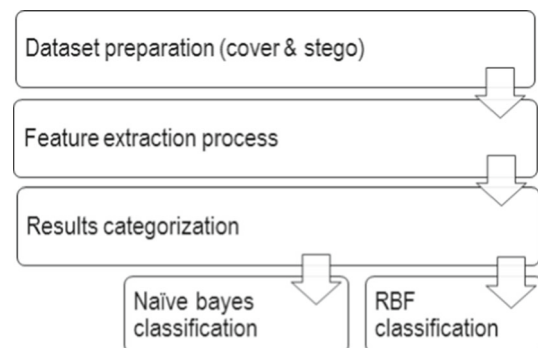 Dataset preparation (cover & stego)
Feature extraction process
Results categorization
Naïve bayes
classification
RBF
classification